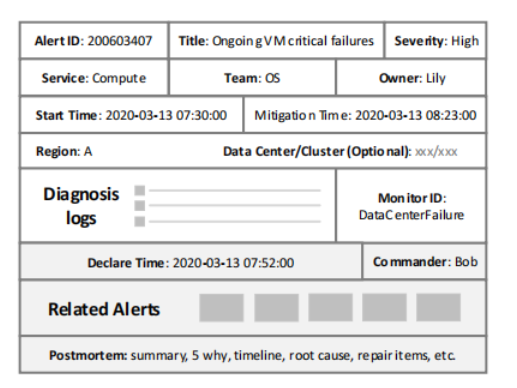 Alert ID: 200603407 Title: Ongoing VM critical failures Severity: High
Service: Compute Team: OS Owner: Lily
Start Time: 2020-03-13 07:30:00 Mitigation Time: 2020-03-13 08:23:00
Region: A Data Center/Cluster (Optional): xxx/xxx
Diagnosis
logs
Monitor ID:
DataCenterFailure
Declare Time: 2020-03-13 07:52:00 Commander: Bob
Related Alerts
Postmortem: summary, 5 why, timeline, root cause, repair items, etc.